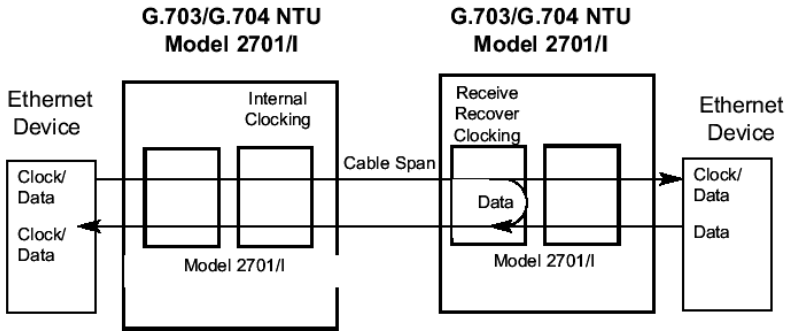 G.703/G.704 NTU
Model 2701/I
G.703/G.704 NTU
Model 2701/I
Ethernet
Device
Internal
Clocking
Receive
Recover
Clocking
Ethernet
Device
Cable Span
Clock/
Data
Clock/
Data
Data
Clock/
Data
Data
Model 2701/I
Model 2701/I